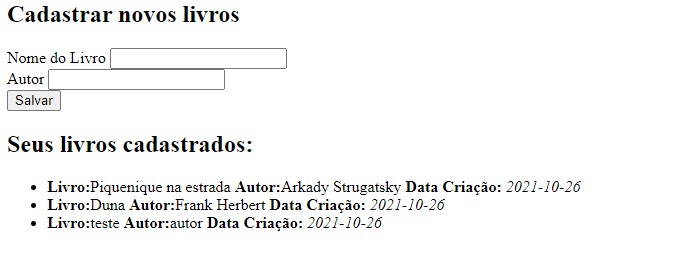 Cadastrar novos livros
Nome do Livro
Autor
Salvar
Seus livros cadastrados:
Livro:Piquenique na estrada Autor:Arkady Strugatsky Data Criação: 2021-10-26
Livro:Duna Autor:Frank Herbert Data Criação: 2021-10-26
Livro:teste Autor:autor Data Criação: 2021-10-26